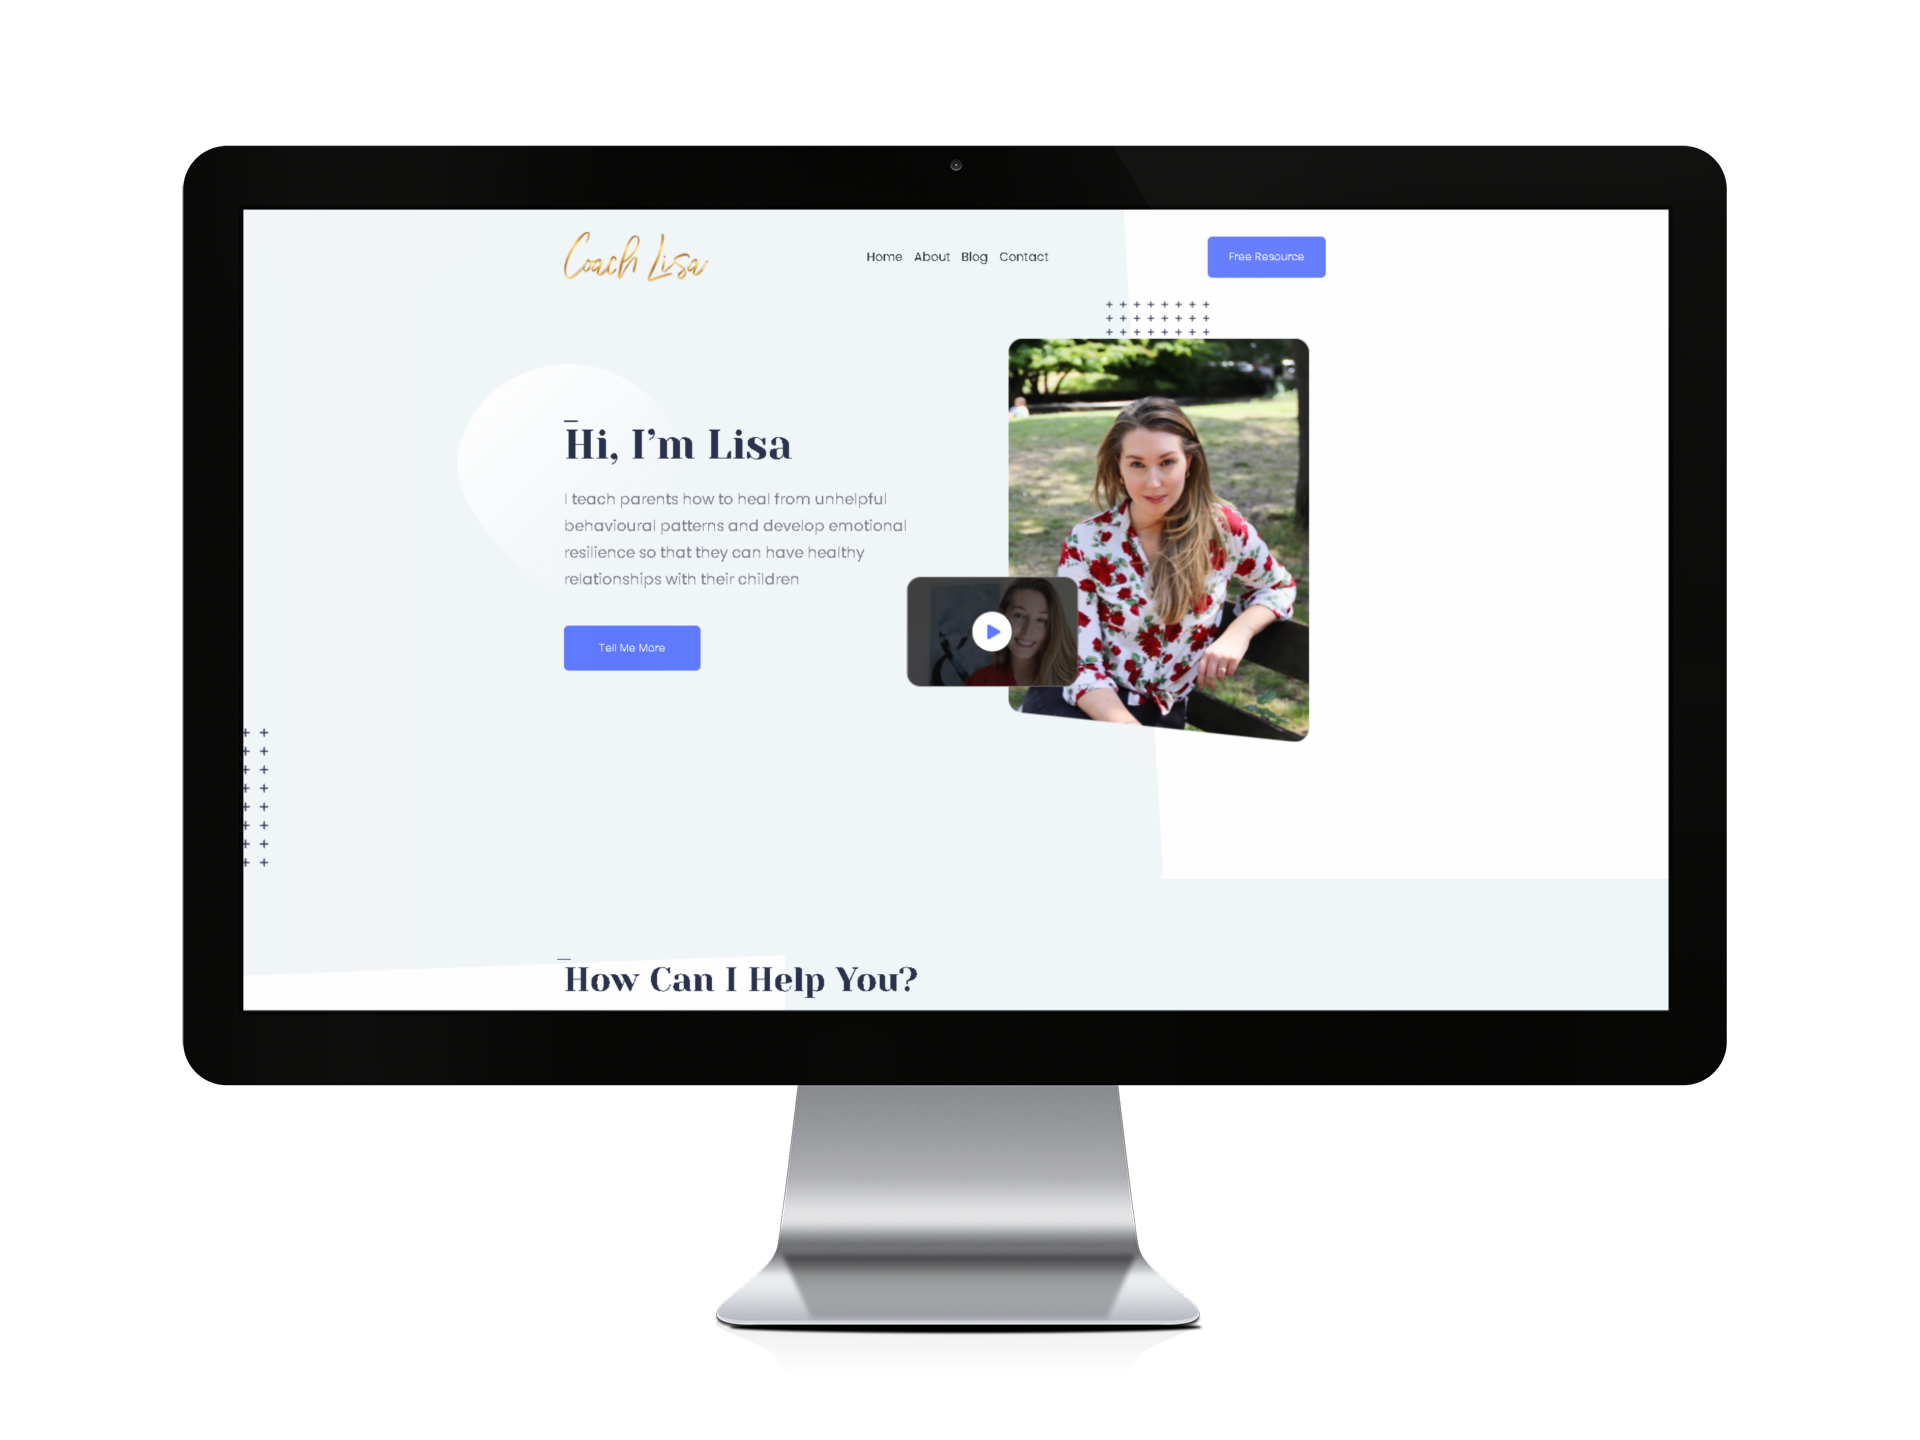 Coach Lisa
Home About Blog Contact
Free Resource
Hi, I'm Lisa
I teach parents how to heal from unhelpful
behavioural patterns and develop emotional
resilience so that they can have healthy
relationships with their children
Tell Me More
How Can I Help You?